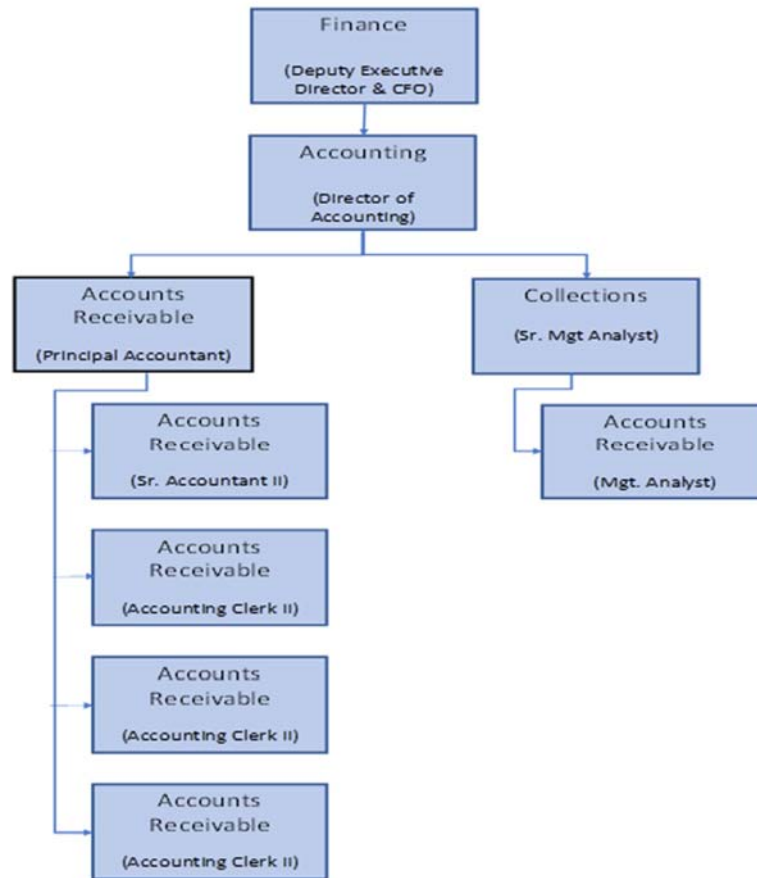 Finance
(Deputy Executive
Director & CFO)
Accounting
(Director of
Accounting)
Accounts
Receivable
(Principal Accountant)
Collections
(Sr. Mgt Analyst)
Accounts
Receivable
(Sr. Accountant II)
Accounts
Receivable
(Mgt. Analyst)
Accounts
Receivable
(Accounting Clerk II)
Accounts
Receivable
(Accounting Clerk II)
Accounts
Receivable
(Accounting Clerk II)